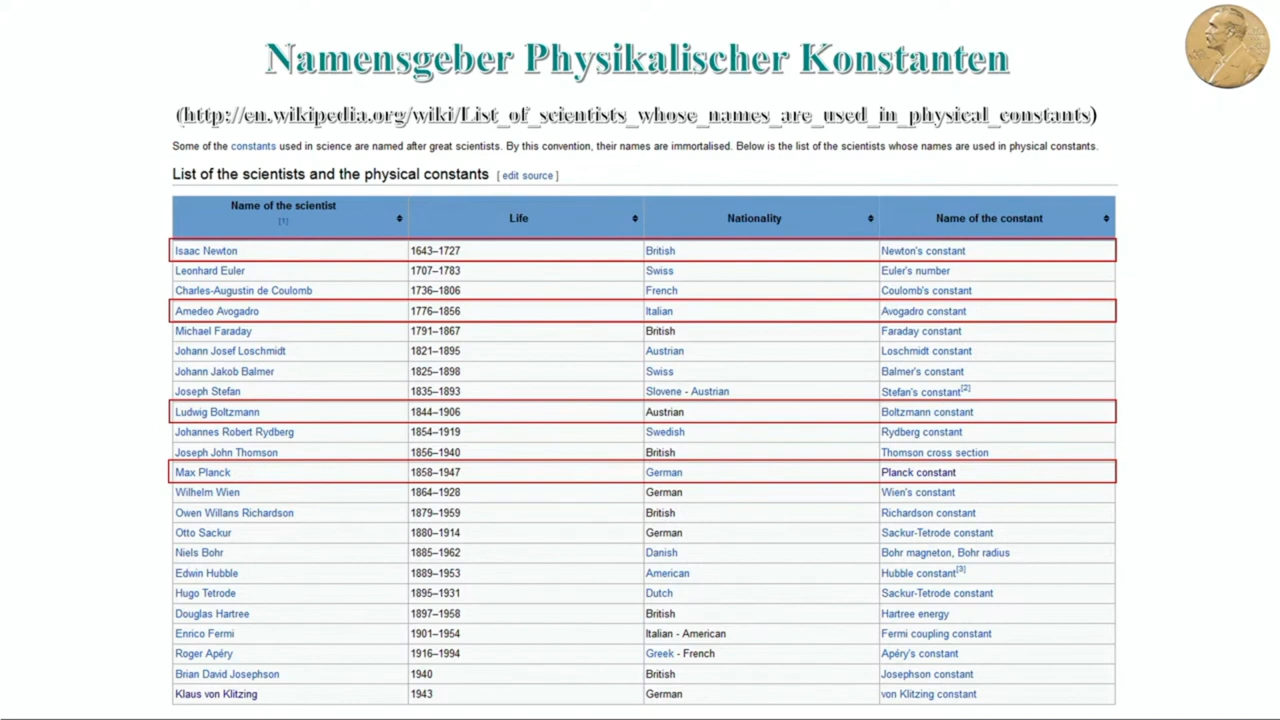 Namensgeber Physikalischer Konstanten
(http://en.wikipedia.org/wiki/List_of_scientists_whose_names_are_used_in_physical_constants)
Some of the constants used in science are named after great scientists. By this convention, their names are immortalised. Below is the list of the scientists whose names are used in physical constants.
List of the scientists and the physical constants [ edit source ]
Name of the scientist [1] Life Nationality Name of the constant
Isaac Newton 1643–1727 British Newton's constant
Leonhard Euler 1707–1783 Swiss Euler's number
Charles-Augustin de Coulomb 1736–1806 French Coulomb's constant
Amedeo Avogadro 1776–1856 Italian Avogadro constant
Michael Faraday 1791–1867 British Faraday constant
Johann Josef Loschmidt 1821–1895 Austrian Loschmidt constant
Johann Jakob Balmer 1825–1898 Swiss Balmer's constant
Joseph Stefan 1835–1893 Slovene - Austrian Stefan's constant[2]
Ludwig Boltzmann 1844–1906 Austrian Boltzmann constant
Johannes Robert Rydberg 1854–1919 Swedish Rydberg constant
Joseph John Thomson 1856–1940 British Thomson cross section
Max Planck 1858–1947 German Planck constant
Wilhelm Wien 1864–1928 German Wien's constant
Owen Willans Richardson 1879–1959 British Richardson constant
Otto Sackur 1880–1914 German Sackur-Tetrode constant
Niels Bohr 1885–1962 Danish Bohr magneton, Bohr radius
Edwin Hubble 1889–1953 American Hubble constant[3]
Hugo Tetrode 1895–1931 Dutch Sackur-Tetrode constant
Douglas Hartree 1897–1958 British Hartree energy
Enrico Fermi 1901–1954 Italian - American Fermi coupling constant
Roger Apéry 1916–1994 Greek - French Apéry's constant
Brian David Josephson 1940 British Josephson constant
Klaus von Klitzing 1943 German von Klitzing constant